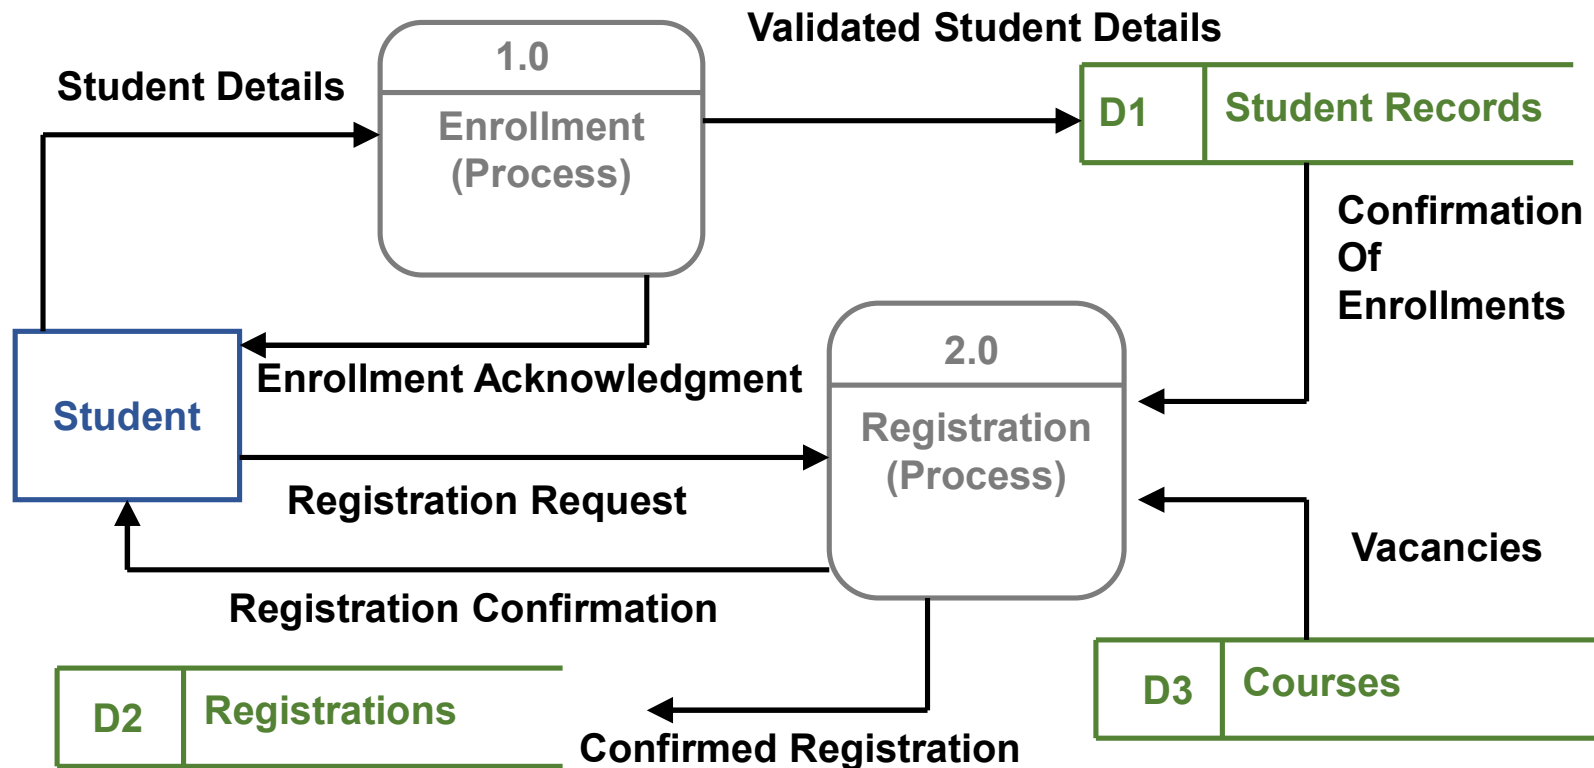 Validated Student Details
1.0
Student Details
D1
Student Records
Enrollment
(Process)
Confirmation
Of
Enrollments
2.0
Enrollment Acknowledgment
Student
Registration
(Process)
Registration Request
Vacancies
Registration Confirmation
D2
Registrations
D3
Courses
Confirmed Registration